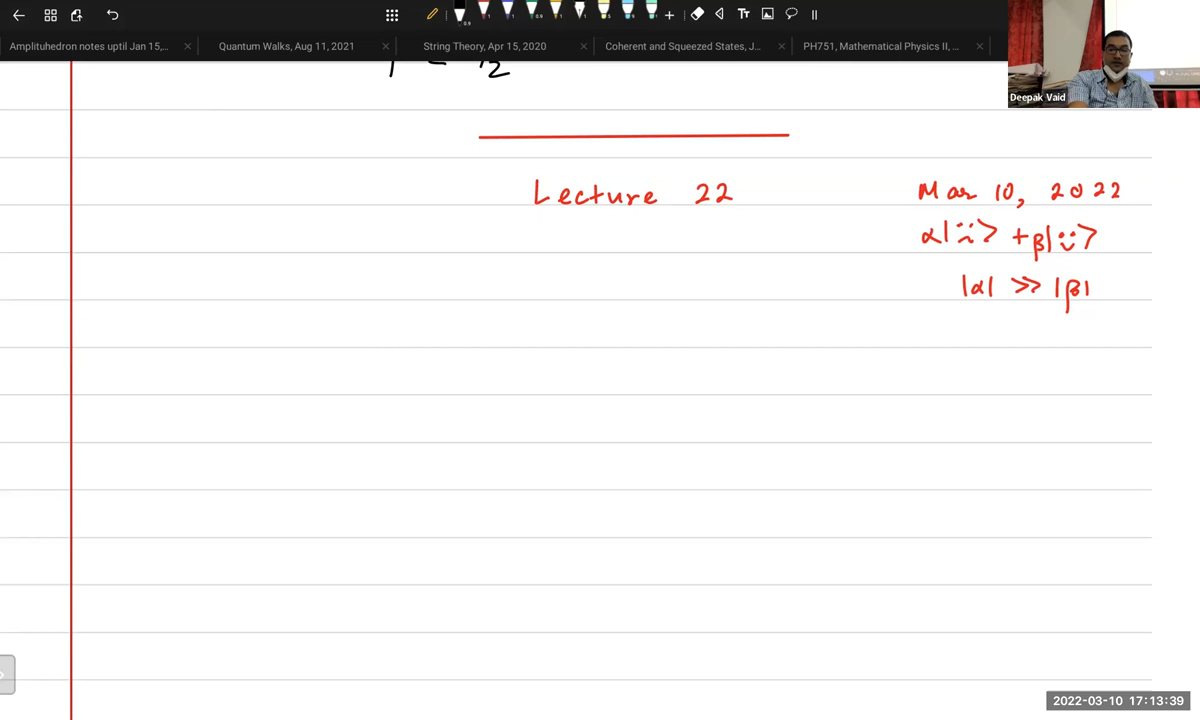 Amplituhedron notes uptil Jan 15,... × Quantum Walks, Aug 11, 2021 × String Theory, Apr 15, 2020 × Coherent and Squeezed States, J... × PH751, Mathematical Physics II, ... ×
Deepak Vaid
Lecture 22
Mar 10, 2022
α|☹> + β|☺>
|α| >> |β|
2022-03-10 17:13:39